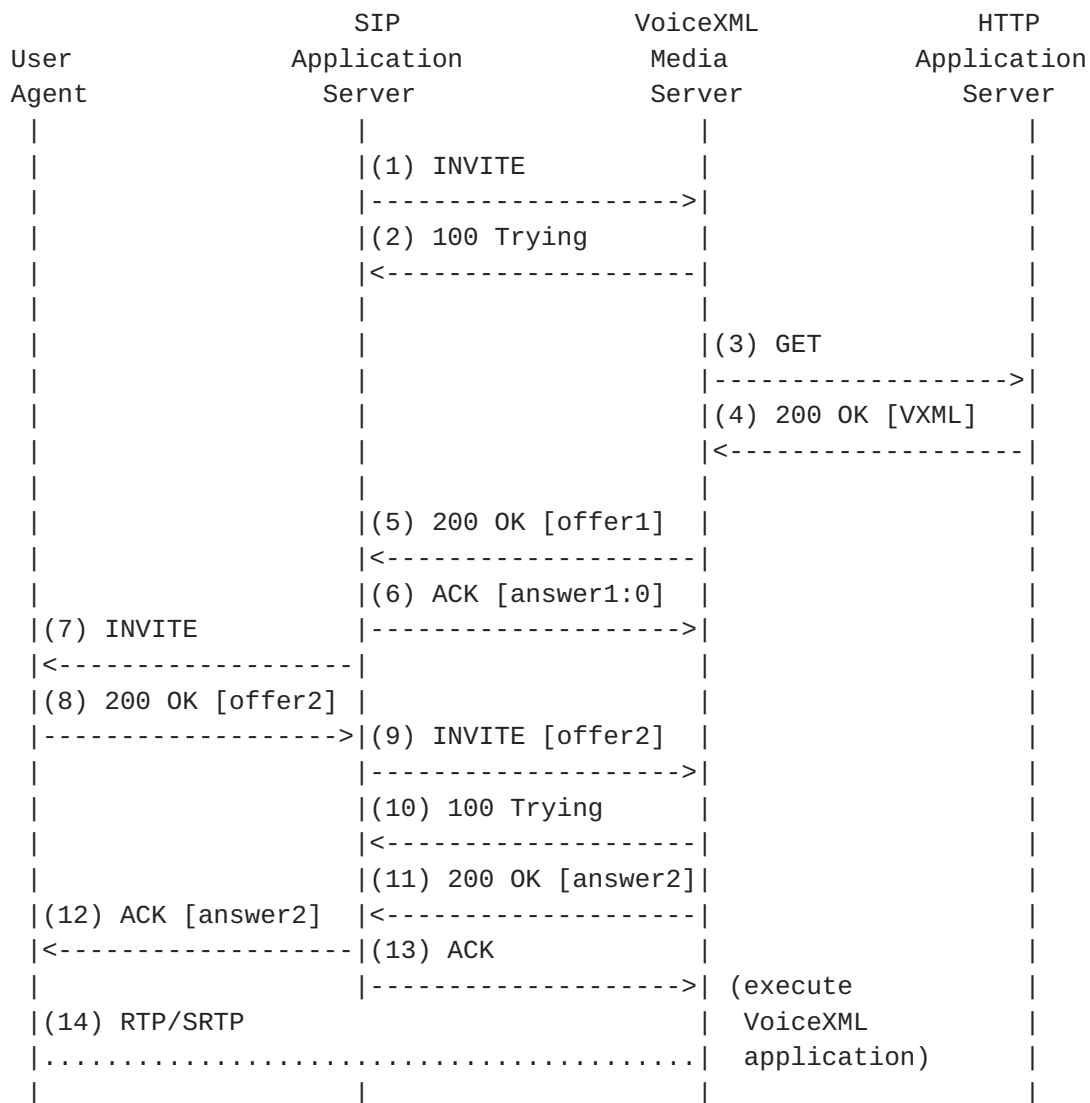 SIP VoiceXML HTTP
User Application Media Application
Agent Server Server Server
(1) INVITE
(2) 100 Trying
(3) GET
(4) 200 OK [VXML]
(5) 200 OK [offer1]
(6) ACK [answer1:0]
(7) INVITE
(8) 200 OK [offer2]
(9) INVITE [offer2]
(10) 100 Trying
(11) 200 OK [answer2]
(12) ACK [answer2]
(13) ACK
(execute
(14) RTP/SRTP VoiceXML
application)